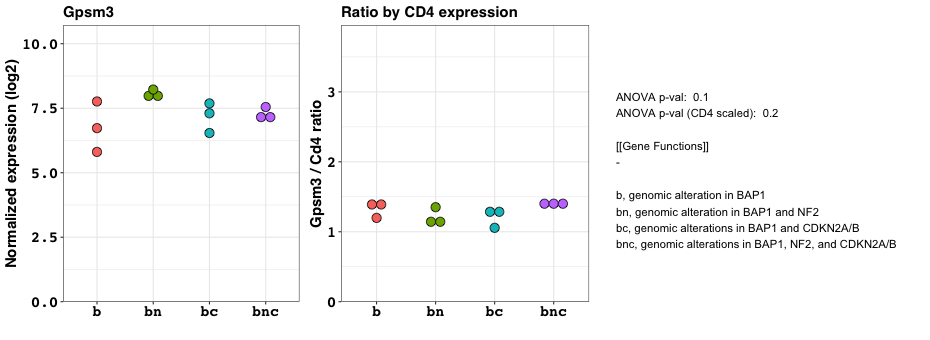 Gpsm3
Normalized expression (log2)
10.0
7.5
5.0
2.5
0.0
b bn bc bnc
Ratio by CD4 expression
Gpsm3 / Cd4 ratio
3
2
1
0
b bn bc bnc
ANOVA p-val: 0.1
ANOVA p-val (CD4 scaled): 0.2
[[Gene Functions]]
-
b, genomic alteration in BAP1
bn, genomic alteration in BAP1 and NF2
bc, genomic alterations in BAP1 and CDKN2A/B
bnc, genomic alterations in BAP1, NF2, and CDKN2A/B